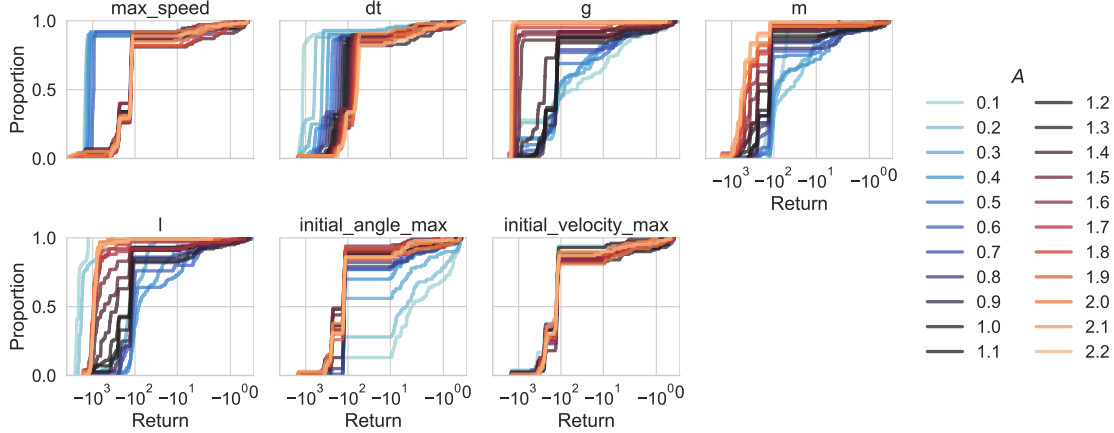 max_speed
dt
g
m
Proportion
1.0
0.5
0.0
−10³ −10² −10¹ −10⁰ 0
Return
l
initial_angle_max
initial_velocity_max
Proportion
1.0
0.5
0.0
−10³ −10² −10¹ −10⁰ 0
Return
−10³ −10² −10¹ −10⁰ 0
Return
−10³ −10² −10¹ −10⁰ 0
Return
A
0.1
0.2
0.3
0.4
0.5
0.6
0.7
0.8
0.9
1.0
1.1
1.2
1.3
1.4
1.5
1.6
1.7
1.8
1.9
2.0
2.1
2.2